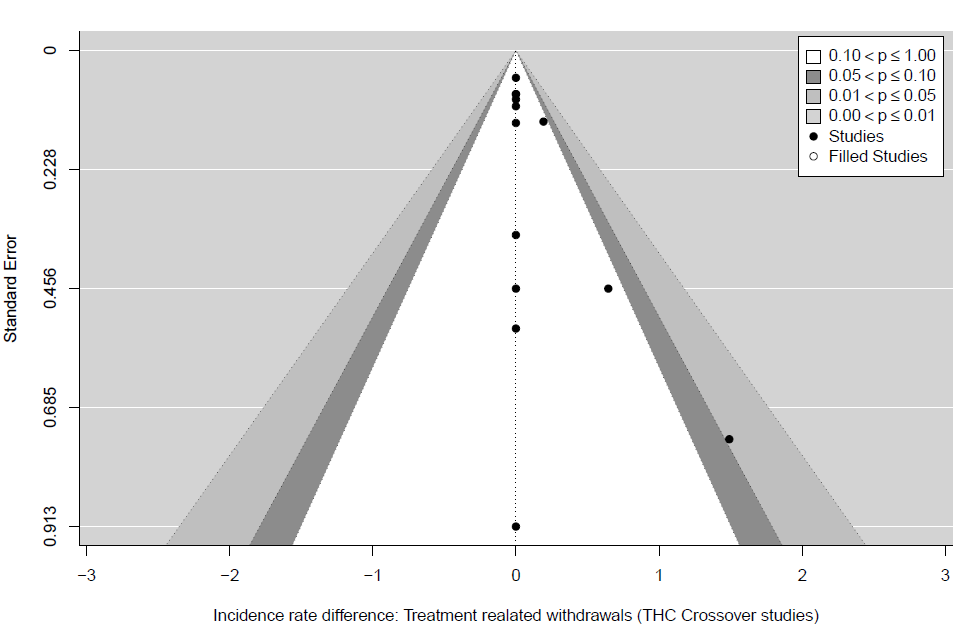 0.10 < p ≤ 1.00
0.05 < p ≤ 0.10
0.01 < p ≤ 0.05
0.00 < p ≤ 0.01
Studies
Filled Studies
Standard Error
0
0.228
0.456
0.685
0.913
−3 −2 −1 0 1 2 3
Incidence rate difference: Treatment realated withdrawals (THC Crossover studies)